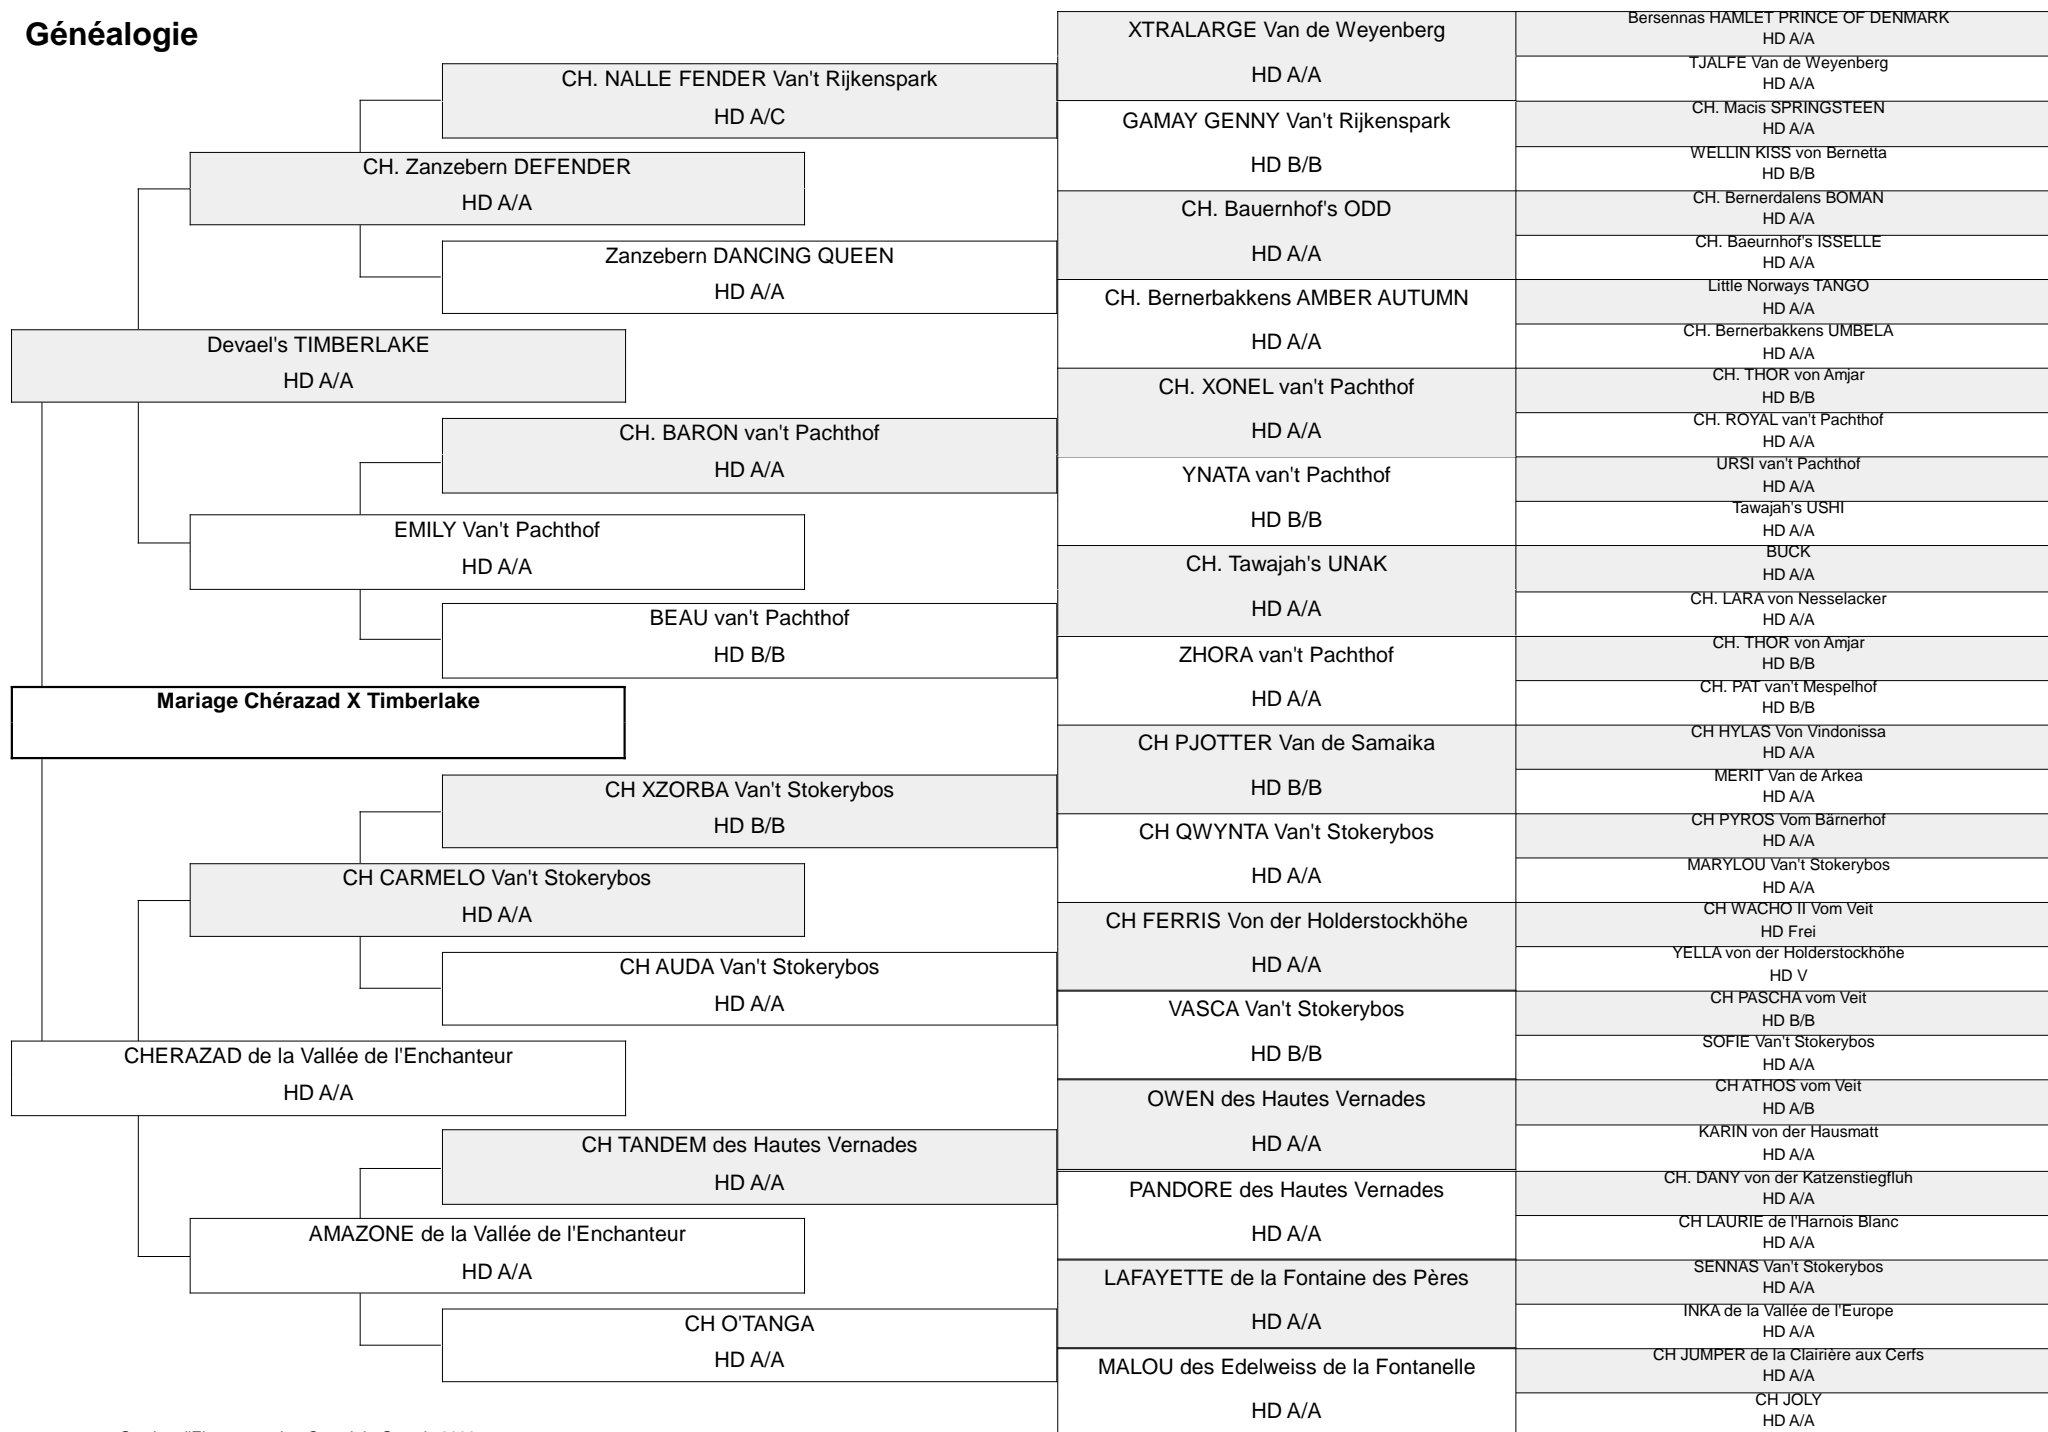 Généalogie
CH. NALLE FENDER Van't Rijkenspark
HD A/C
CH. Zanzebern DEFENDER
HD A/A
Zanzebern DANCING QUEEN
HD A/A
Devael's TIMBERLAKE
HD A/A
CH. BARON van't Pachthof
HD A/A
EMILY Van't Pachthof
HD A/A
BEAU van't Pachthof
HD B/B
Mariage Chérazad X Timberlake
CH XZORBA Van't Stokerybos
HD B/B
CH CARMELO Van't Stokerybos
HD A/A
CH AUDA Van't Stokerybos
HD A/A
CHERAZAD de la Vallée de l'Enchanteur
HD A/A
CH TANDEM des Hautes Vernades
HD A/A
AMAZONE de la Vallée de l'Enchanteur
HD A/A
CH O'TANGA
HD A/A
XTRALARGE Van de Weyenberg
HD A/A
GAMAY GENNY Van't Rijkenspark
HD B/B
CH. Bauernhof's ODD
HD A/A
CH. Bernerbakkens AMBER AUTUMN
HD A/A
CH. XONEL van't Pachthof
HD A/A
YNATA van't Pachthof
HD B/B
CH. Tawajah's UNAK
HD A/A
ZHORA van't Pachthof
HD A/A
CH PJOTTER Van de Samaika
HD B/B
CH QWYNTA Van't Stokerybos
HD A/A
CH FERRIS Von der Holderstockhöhe
HD A/A
VASCA Van't Stokerybos
HD B/B
OWEN des Hautes Vernades
HD A/A
PANDORE des Hautes Vernades
HD A/A
LAFAYETTE de la Fontaine des Pères
HD A/A
MALOU des Edelweiss de la Fontanelle
HD A/A
Bersennas HAMLET PRINCE OF DENMARK
HD A/A
TJALFE Van de Weyenberg
HD A/A
CH. Macis SPRINGSTEEN
HD A/A
WELLIN KISS von Bernetta
HD B/B
CH. Bernerdalens BOMAN
HD A/A
CH. Baeurnhof's ISSELLE
HD A/A
Little Norways TANGO
HD A/A
CH. Bernerbakkens UMBELA
HD A/A
CH. THOR von Amjar
HD B/B
CH. ROYAL van't Pachthof
HD A/A
URSI van't Pachthof
HD A/A
Tawajah's USHI
HD A/A
BUCK
HD A/A
CH. LARA von Nesselacker
HD A/A
CH. THOR von Amjar
HD B/B
CH. PAT van't Mespelhof
HD B/B
CH HYLAS Von Vindonissa
HD A/A
MERIT Van de Arkea
HD A/A
CH PYROS Vom Bärnerhof
HD A/A
MARYLOU Van't Stokerybos
HD A/A
CH WACHO II Vom Veit
HD Frei
YELLA von der Holderstockhöhe
HD V
CH PASCHA vom Veit
HD B/B
SOFIE Van't Stokerybos
HD A/A
CH ATHOS vom Veit
HD A/B
KARIN von der Hausmatt
HD A/A
CH. DANY von der Katzenstiegfluh
HD A/A
CH LAURIE de l'Harnois Blanc
HD A/A
SENNAS Van't Stokerybos
HD A/A
INKA de la Vallée de l'Europe
HD A/A
CH JUMPER de la Clairière aux Cerfs
HD A/A
CH JOLY
HD A/A